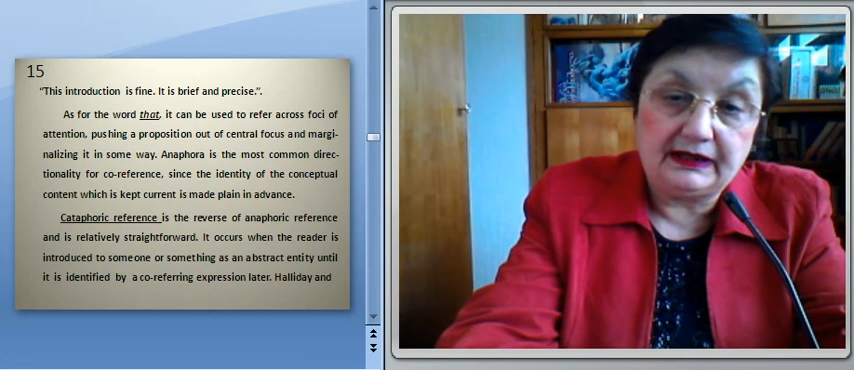 15
“This introduction is fine. It is brief and precise.”.
As for the word that, it can be used to refer across foci of
attention, pushing a proposition out of central focus and margi-
nalizing it in some way. Anaphora is the most common direc-
tionality for co-reference, since the identity of the conceptual
content which is kept current is made plain in advance.
Cataphoric reference is the reverse of anaphoric reference
and is relatively straightforward. It occurs when the reader is
introduced to someone or something as an abstract entity until
it is identified by a co-referring expression later. Halliday and